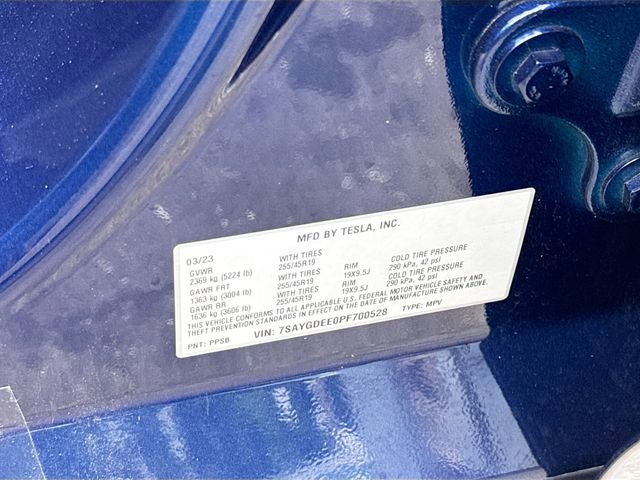 MFD BY TESLA, INC.
03/23
GVWR WITH TIRES COLD TIRE PRESSURE
2369 kg (5224 lb) 255/45R19 RIM 19X9.5J 290 kPa, 42 psi
GAWR FRT WITH TIRES COLD TIRE PRESSURE
1363 kg (3004 lb) 255/45R19 RIM 19X9.5J 290 kPa, 42 psi
GAWR RR
1636 kg (3606 lb)
THIS VEHICLE CONFORMS TO ALL APPLICABLE U.S. FEDERAL MOTOR VEHICLE SAFETY AND
THEFT PREVENTION STANDARDS IN EFFECT ON THE DATE OF MANUFACTURE SHOWN ABOVE.
PNT: PPSB VIN: 7SAYGDEE0PF700528 TYPE: MPV